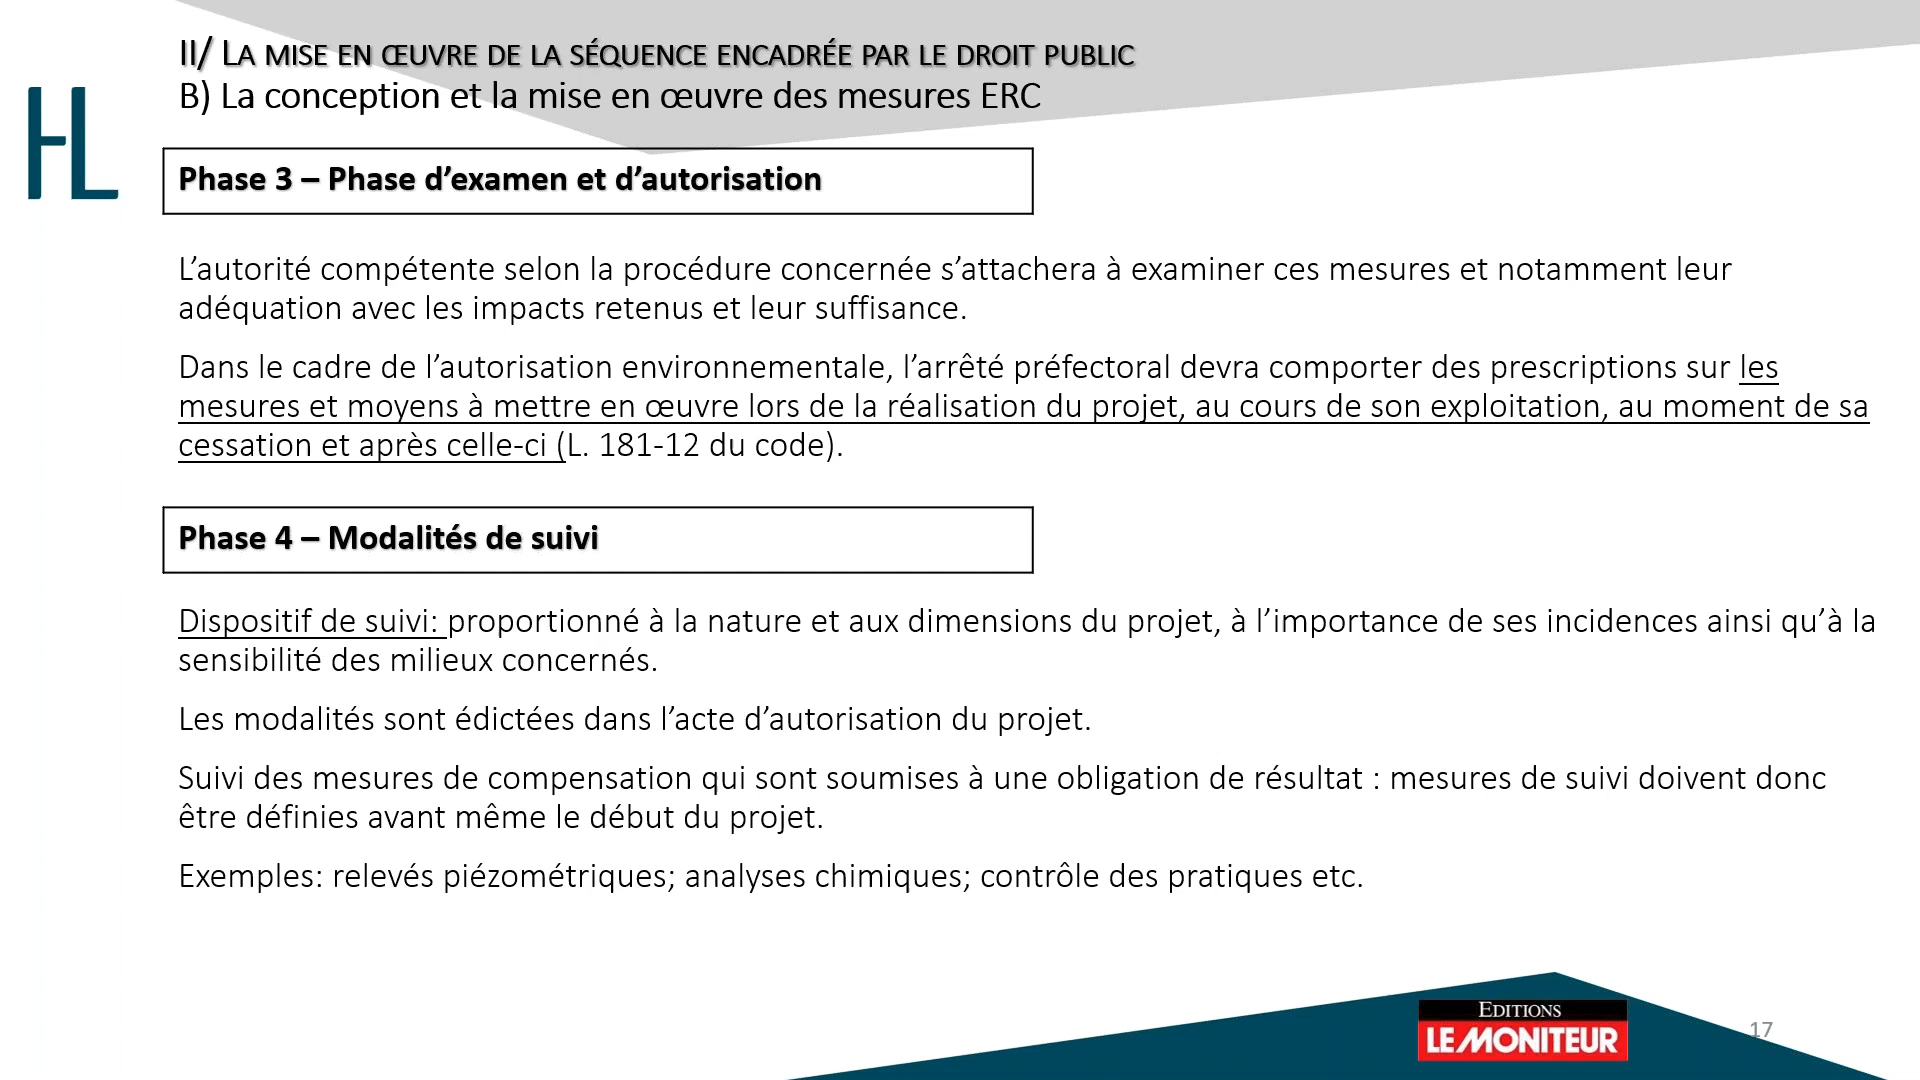 II/ LA MISE EN ŒUVRE DE LA SÉQUENCE ENCADRÉE PAR LE DROIT PUBLIC
B) La conception et la mise en œuvre des mesures ERC
HL
Phase 3 – Phase d’examen et d’autorisation
L’autorité compétente selon la procédure concernée s’attachera à examiner ces mesures et notamment leur
adéquation avec les impacts retenus et leur suffisance.
Dans le cadre de l’autorisation environnementale, l’arrêté préfectoral devra comporter des prescriptions sur les
mesures et moyens à mettre en œuvre lors de la réalisation du projet, au cours de son exploitation, au moment de sa
cessation et après celle-ci (L. 181-12 du code).
Phase 4 – Modalités de suivi
Dispositif de suivi: proportionné à la nature et aux dimensions du projet, à l’importance de ses incidences ainsi qu’à la
sensibilité des milieux concernés.
Les modalités sont édictées dans l’acte d’autorisation du projet.
Suivi des mesures de compensation qui sont soumises à une obligation de résultat : mesures de suivi doivent donc
être définies avant même le début du projet.
Exemples: relevés piézométriques; analyses chimiques; contrôle des pratiques etc.
EDITIONS
LE MONITEUR
17